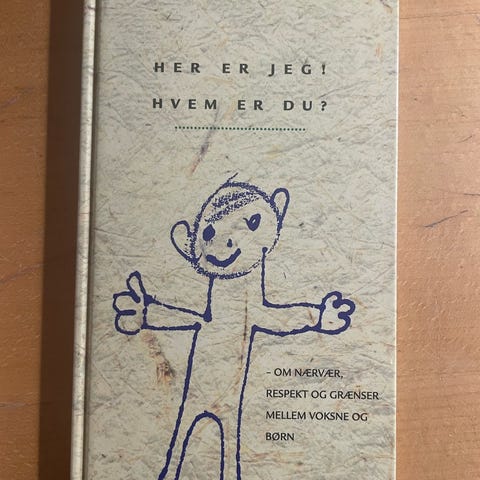 HER ER JEG!
HVEM ER DU?
– OM NÆRVÆR,
RESPEKT OG GRÆNSER
MELLEM VOKSNE OG
BØRN